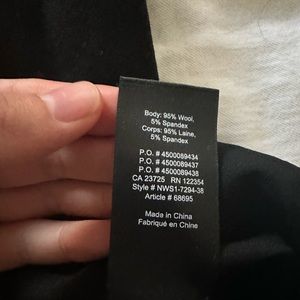 Body: 95% Wool,
5% Spandex
Corps: 95% Laine,
5% Spandex
P.O. # 4500089434
P.O. # 4500089437
P.O. # 4500089438
CA 23725 RN 122354
Style # NWS1-7294-38
Article # 68695
Made in China
Fabriqué en Chine